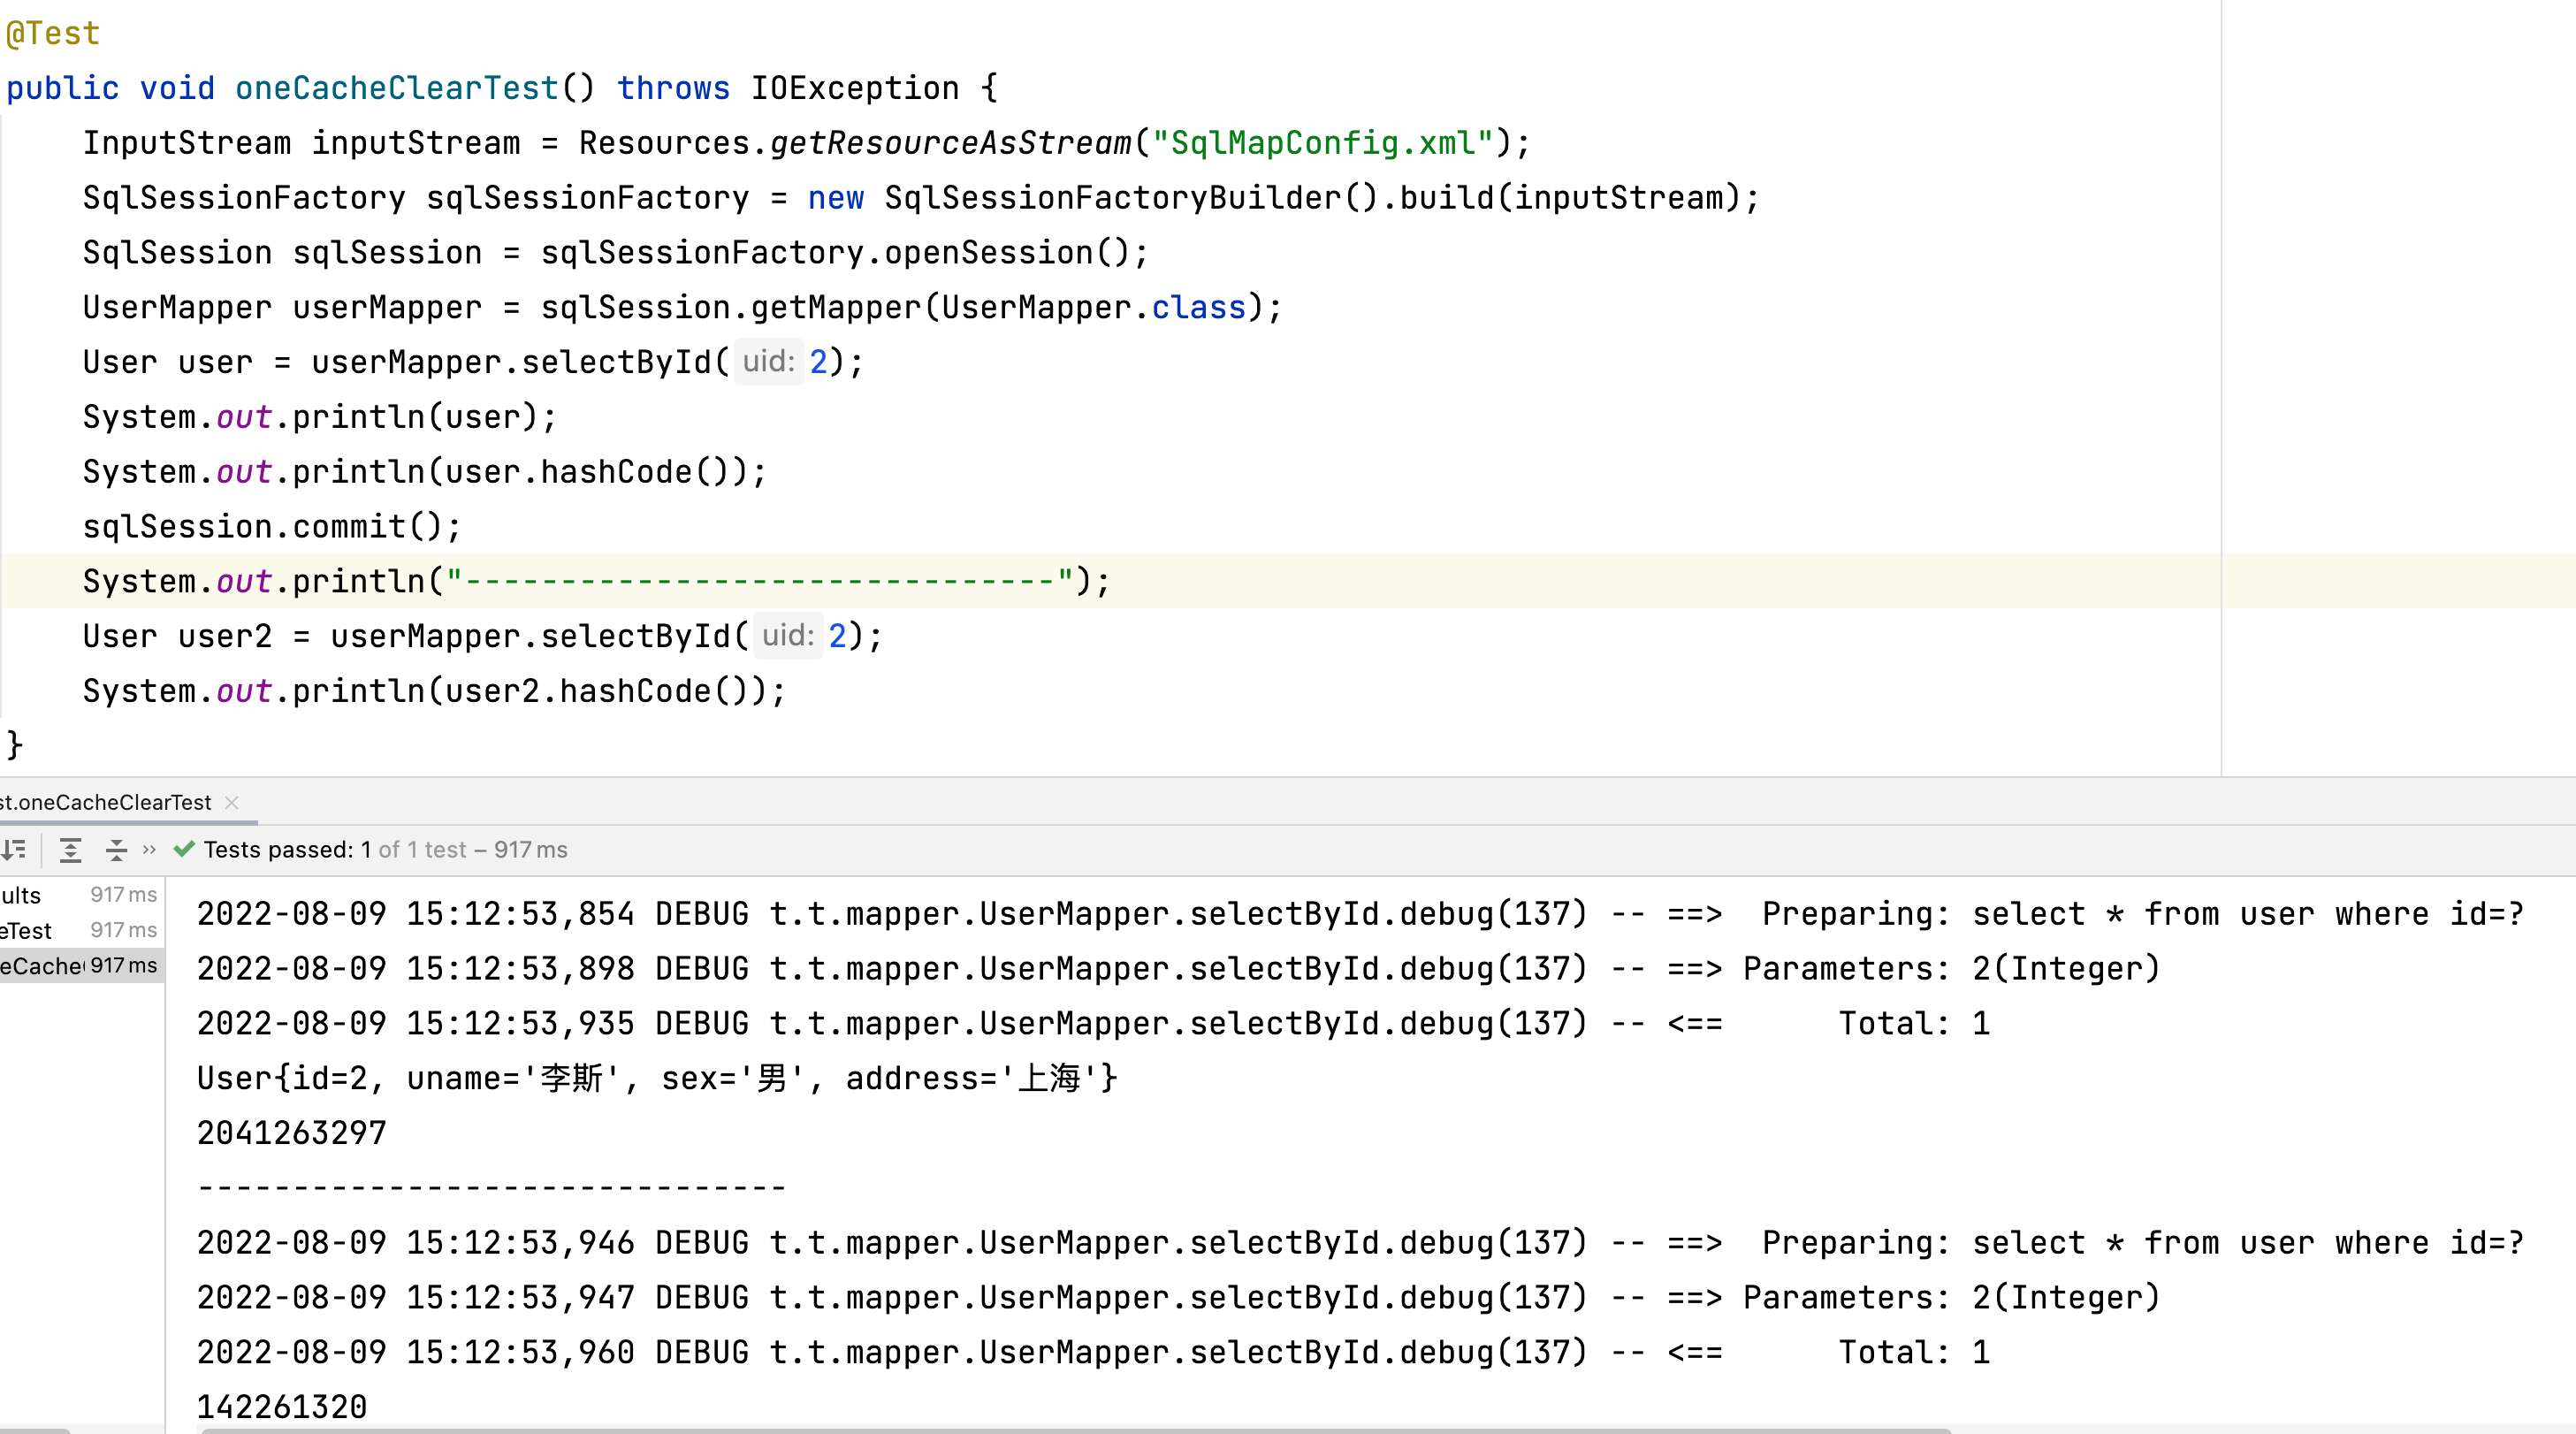 @Test
public void oneCacheClearTest() throws IOException {
InputStream inputStream = Resources.getResourceAsStream("SqlMapConfig.xml");
SqlSessionFactory sqlSessionFactory = new SqlSessionFactoryBuilder().build(inputStream);
SqlSession sqlSession = sqlSessionFactory.openSession();
UserMapper userMapper = sqlSession.getMapper(UserMapper.class);
User user = userMapper.selectById( uid: 2);
System.out.println(user);
System.out.println(user.hashCode());
sqlSession.commit();
System.out.println("-------------------------------");
User user2 = userMapper.selectById( uid: 2);
System.out.println(user2.hashCode());
}
st.oneCacheClearTest ×
» Tests passed: 1 of 1 test – 917 ms
ults 917 ms
eTest 917 ms
eCache 917 ms
2022-08-09 15:12:53,854 DEBUG t.t.mapper.UserMapper.selectById.debug(137) -- ==>  Preparing: select * from user where id=?
2022-08-09 15:12:53,898 DEBUG t.t.mapper.UserMapper.selectById.debug(137) -- ==> Parameters: 2(Integer)
2022-08-09 15:12:53,935 DEBUG t.t.mapper.UserMapper.selectById.debug(137) -- <==      Total: 1
User{id=2, uname='李斯', sex='男', address='上海'}
2041263297
-------------------------------
2022-08-09 15:12:53,946 DEBUG t.t.mapper.UserMapper.selectById.debug(137) -- ==>  Preparing: select * from user where id=?
2022-08-09 15:12:53,947 DEBUG t.t.mapper.UserMapper.selectById.debug(137) -- ==> Parameters: 2(Integer)
2022-08-09 15:12:53,960 DEBUG t.t.mapper.UserMapper.selectById.debug(137) -- <==      Total: 1
142261320